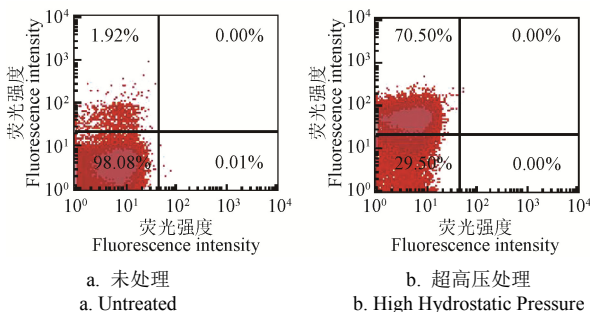 10⁴
10³
10²
10¹
10⁰
荧光强度
Fluorescence intensity
1.92%
0.00%
98.08%
0.01%
10⁰ 10¹ 10² 10³ 10⁴
荧光强度
Fluorescence intensity
a. 未处理
a. Untreated
10⁴
10³
10²
10¹
10⁰
荧光强度
Fluorescence intensity
70.50%
0.00%
29.50%
0.00%
10⁰ 10¹ 10² 10³ 10⁴
荧光强度
Fluorescence intensity
b. 超高压处理
b. High Hydrostatic Pressure